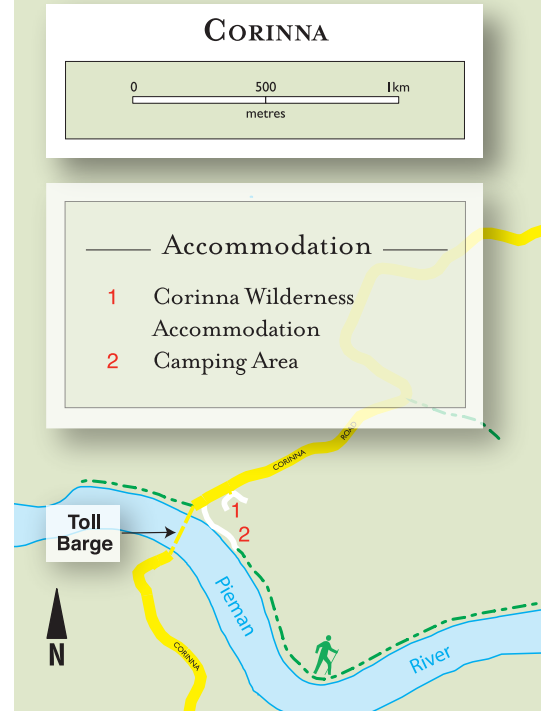 CORINNA
0 500 1km
metres
Accommodation
1 Corinna Wilderness
Accommodation
2 Camping Area
CORINNA ROAD
1
2
Toll
Barge
Pieman
River
N
CORINNA